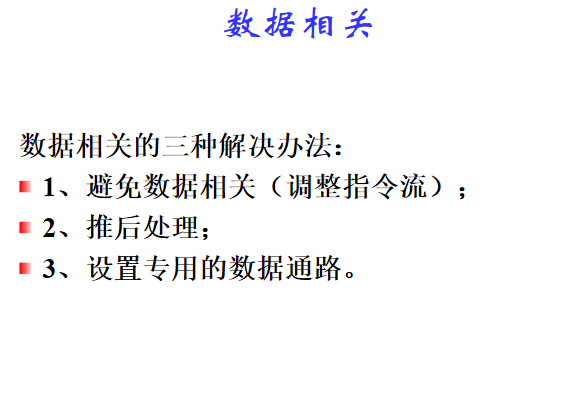 数据相关
数据相关的三种解决办法：
1、避免数据相关（调整指令流）；
2、推后处理；
3、设置专用的数据通路。